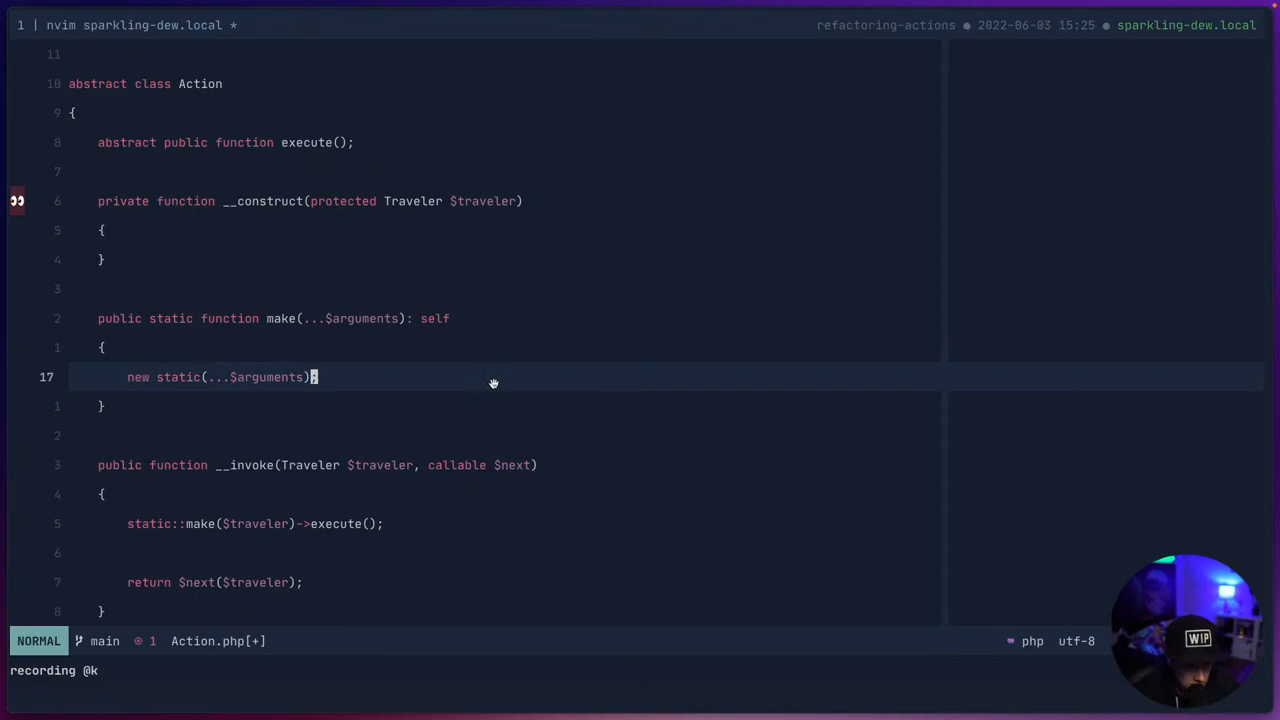 1 | nvim sparkling-dew.local * refactoring-actions ● 2022-06-03 15:25 ● sparkling-dew.local
11
10 abstract class Action
9 {
8 abstract public function execute();
7
6 private function __construct(protected Traveler $traveler)
5 {
4 }
3
2 public static function make(...$arguments): self
1 {
17 new static(...$arguments);
1 }
2
3 public function __invoke(Traveler $traveler, callable $next)
4 {
5 static::make($traveler)->execute();
6
7 return $next($traveler);
8 }
NORMAL main 1 Action.php[+] php utf-8
WIP
recording @k